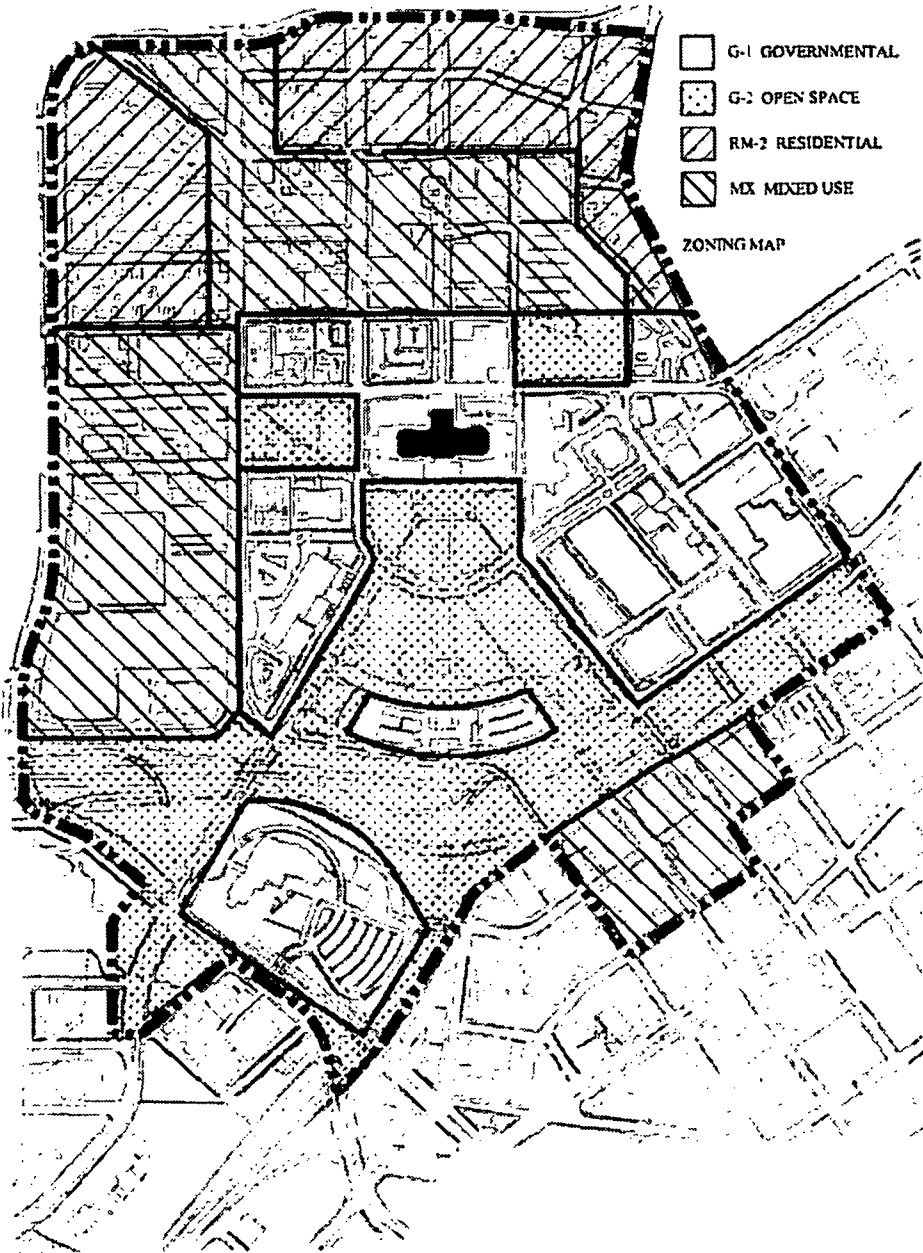 G-1 GOVERNMENTAL
G-2 OPEN SPACE
RM-2 RESIDENTIAL
MX MIXED USE
ZONING MAP